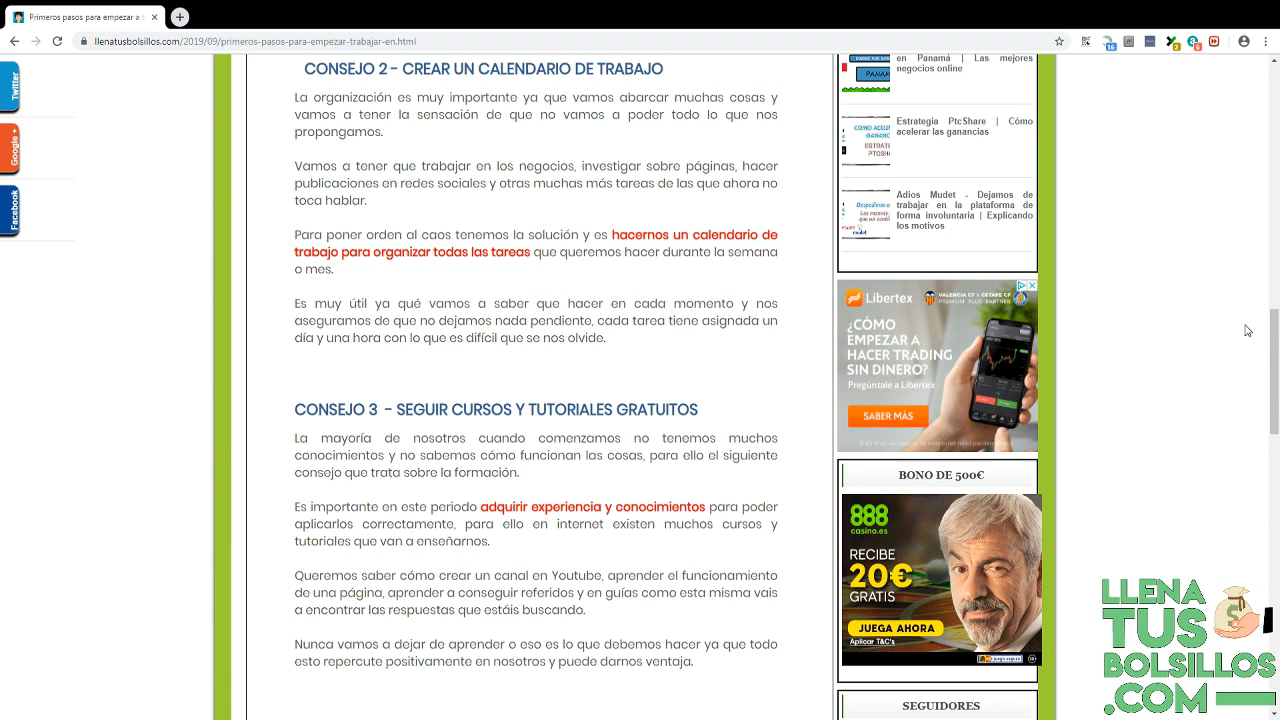 Primeros pasos para empezar a t
llenatusbolsillos.com/2019/09/primeros-pasos-para-empezar-trabajar-en.html
Twitter
Google +
Facebook
CONSEJO 2 - CREAR UN CALENDARIO DE TRABAJO
La organización es muy importante ya que vamos abarcar muchas cosas y
vamos a tener la sensación de que no vamos a poder todo lo que nos
propongamos.
Vamos a tener que trabajar en los negocios, investigar sobre páginas, hacer
publicaciones en redes sociales y otras muchas más tareas de las que ahora no
toca hablar.
Para poner orden al caos tenemos la solución y es hacernos un calendario de
trabajo para organizar todas las tareas que queremos hacer durante la semana
o mes.
Es muy útil ya qué vamos a saber que hacer en cada momento y nos
aseguramos de que no dejamos nada pendiente, cada tarea tiene asignada un
día y una hora con lo que es difícil que se nos olvide.
CONSEJO 3 - SEGUIR CURSOS Y TUTORIALES GRATUITOS
La mayoría de nosotros cuando comenzamos no tenemos muchos
conocimientos y no sabemos cómo funcionan las cosas, para ello el siguiente
consejo que trata sobre la formación.
Es importante en este periodo adquirir experiencia y conocimientos para poder
aplicarlos correctamente, para ello en internet existen muchos cursos y
tutoriales que van a enseñarnos.
Queremos saber cómo crear un canal en Youtube, aprender el funcionamiento
de una página, aprender a conseguir referidos y en guías como esta misma vais
a encontrar las respuestas que estáis buscando.
Nunca vamos a dejar de aprender o eso es lo que debemos hacer ya que todo
esto repercute positivamente en nosotros y puede darnos ventaja.
en Panamá | Las mejores
negocios online
Estrategia PtcShare | Cómo
acelerar las ganancias
Adios Mudet - Dejamos de
trabajar en la plataforma de
forma involuntaria | Explicando
los motivos
Libertex
VALENCIA CF & GETAFE CF
PREMIUM PLUS PARTNER
¿CÓMO
EMPEZAR A
HACER TRADING
SIN DINERO?
Pregúntale a Libertex
SABER MÁS
BONO DE 500€
888
casino.es
RECIBE
20€
GRATIS
JUEGA AHORA
Aplicar T&C's
SEGUIDORES
LLENA
TUS
BOLSILLOS
.COM